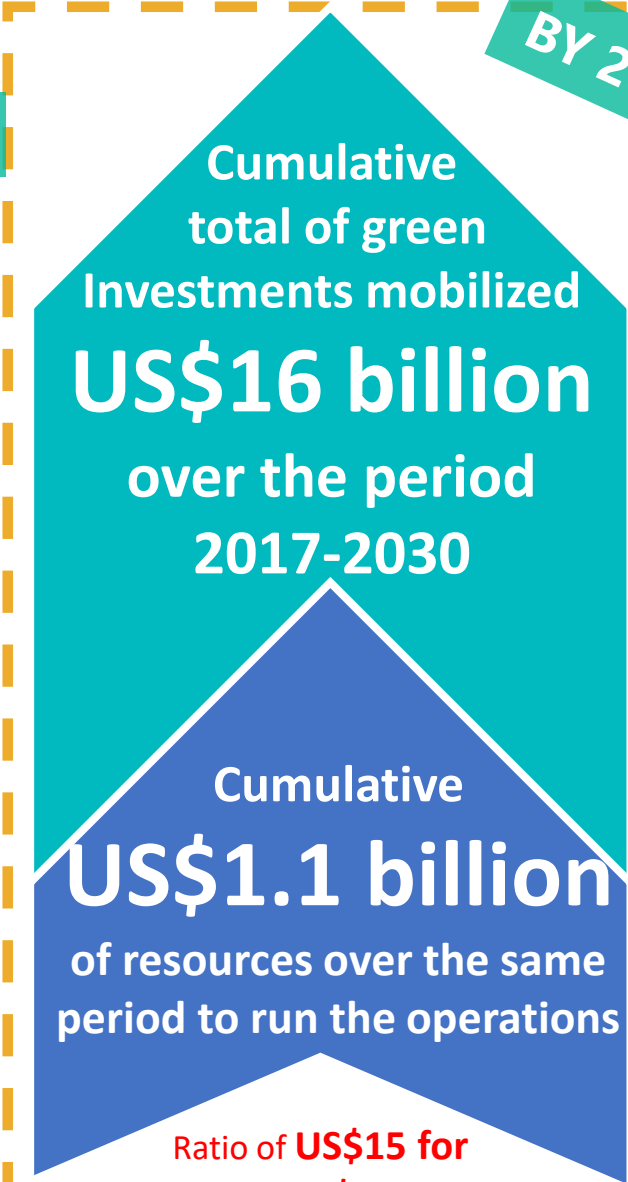 BY 2
Cumulative
total of green
Investments mobilized
US$16 billion
over the period
2017-2030
Cumulative
US$1.1 billion
of resources over the same
period to run the operations
Ratio of US$15 for